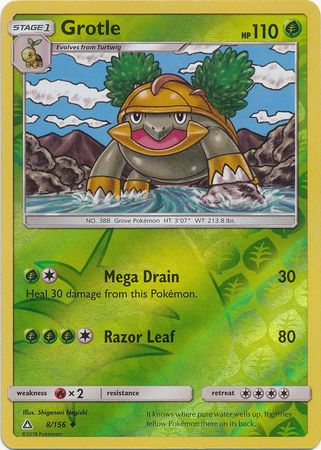 STAGE 1
Grotle
HP 110
Evolves from Turtwig
NO. 388 Grove Pokémon HT: 3'07" WT: 213.8 lbs.
Mega Drain 30
Heal 30 damage from this Pokémon.
Razor Leaf 80
weakness ×2 resistance retreat
Illus. Shigenori Negishi
8/156
©2018 Pokémon
It knows where pure water wells up. It carries
fellow Pokémon there on its back.